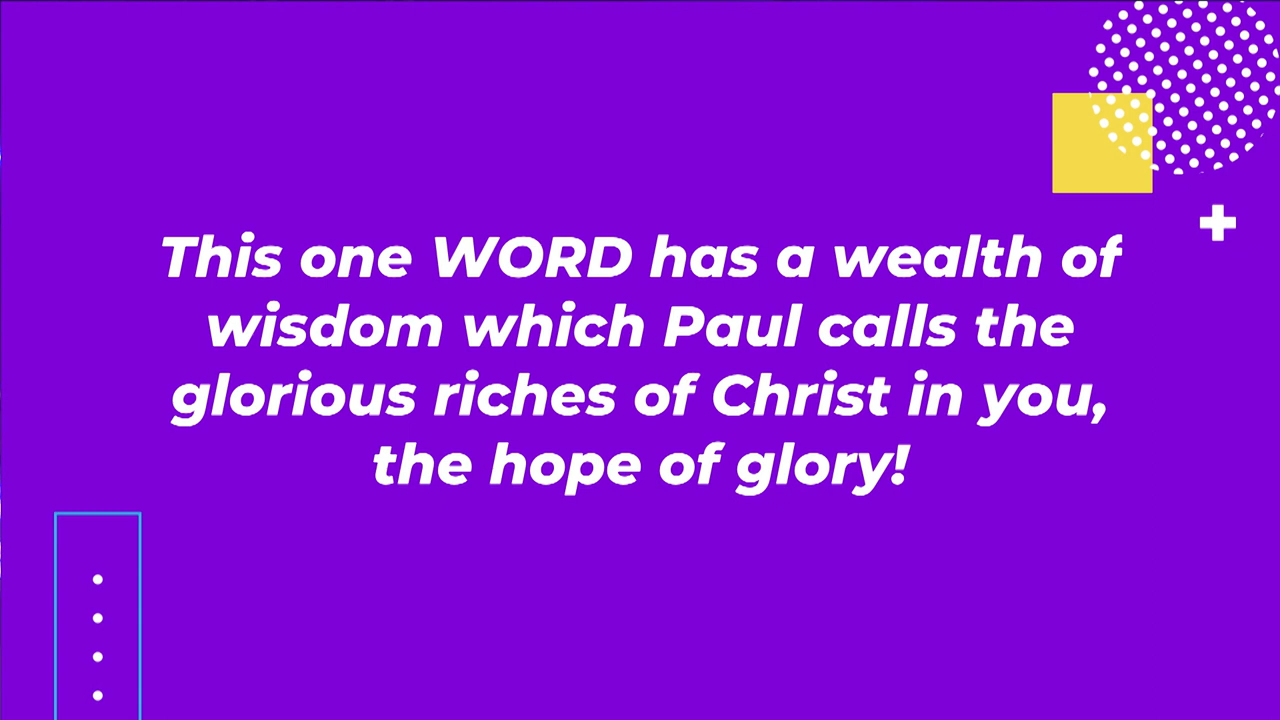 This one WORD has a wealth of
wisdom which Paul calls the
glorious riches of Christ in you,
the hope of glory!